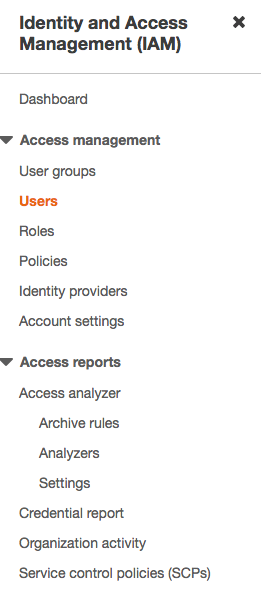 Identity and Access
Management (IAM)
Dashboard
Access management
User groups
Users
Roles
Policies
Identity providers
Account settings
Access reports
Access analyzer
Archive rules
Analyzers
Settings
Credential report
Organization activity
Service control policies (SCPs)